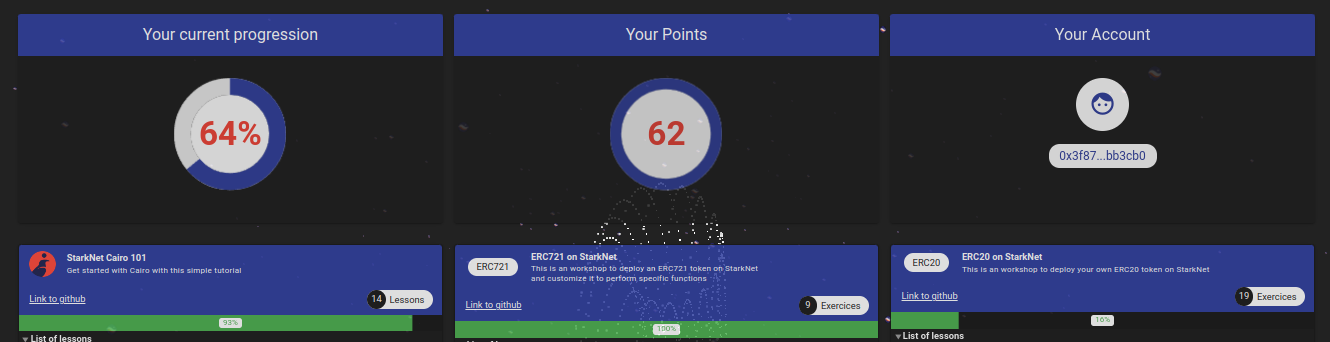 Your current progression
64%
Your Points
62
Your Account
0x3f87...bb3cb0
StarkNet Cairo 101
Get started with Cairo with this simple tutorial
Link to github
14 Lessons
93%
List of lessons
ERC721
ERC721 on StarkNet
This is an workshop to deploy an ERC721 token on StarkNet
and customize it to perform specific functions
Link to github
9 Exercices
100%
ERC20
ERC20 on StarkNet
This is an workshop to deploy your own ERC20 token on StarkNet
Link to github
19 Exercices
16%
List of lessons